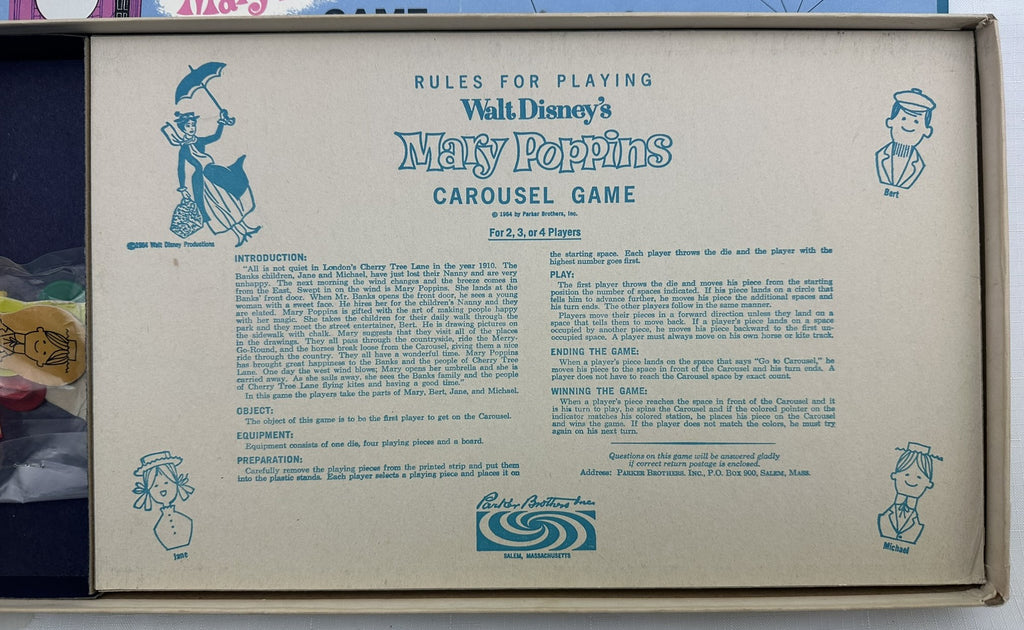 Mary
GAME
RULES FOR PLAYING
Walt Disney's
Mary Poppins
CAROUSEL GAME
© 1964 by Parker Brothers, Inc.
For 2, 3, or 4 Players
©1964 Walt Disney Productions
Bert
INTRODUCTION:
"All is not quiet in London's Cherry Tree Lane in the year 1910. The
Banks children, Jane and Michael, have just lost their Nanny and are very
unhappy. The next morning the wind changes and the breeze comes in
from the East. Swept in on the wind is Mary Poppins. She lands at the
Banks' front door. When Mr. Banks opens the front door, he sees a young
woman with a sweet face. He hires her for the children's Nanny and they
are elated. Mary Poppins is gifted with the art of making people happy
with her magic. She takes the children for their daily walk through the
park and they meet the street entertainer, Bert. He is drawing pictures on
the sidewalk with chalk. Mary suggests that they visit all of the places
in the drawings. They all pass through the countryside, ride the Merry-
Go-Round, and the horses break loose from the Carousel, giving them a nice
ride through the country. They all have a wonderful time. Mary Poppins
has brought great happiness to the Banks and the people of Cherry Tree
Lane. One day the west wind blows; Mary opens her umbrella and she is
carried away. As she sails away, she sees the Banks family and the people
of Cherry Tree Lane flying kites and having a good time."
In this game the players take the parts of Mary, Bert, Jane, and Michael.
OBJECT:
The object of this game is to be the first player to get on the Carousel.
EQUIPMENT:
Equipment consists of one die, four playing pieces and a board.
PREPARATION:
Carefully remove the playing pieces from the printed strip and put them
into the plastic stands. Each player selects a playing piece and places it on
the starting space. Each player throws the die and the player with the
highest number goes first.
PLAY:
The first player throws the die and moves his piece from the starting
position the number of spaces indicated. If his piece lands on a circle that
tells him to advance further, he moves his piece the additional spaces and
his turn ends. The other players follow in the same manner.
Players move their pieces in a forward direction unless they land on
a space that tells them to move back. If a player's piece lands on a space
occupied by another piece, he moves his piece backward to the first un-
occupied space. A player must always move on his own horse or kite track.
ENDING THE GAME:
When a player's piece lands on the space that says "Go to Carousel," he
moves his piece to the space in front of the Carousel and his turn ends. A
player does not have to reach the Carousel space by exact count.
WINNING THE GAME:
When a player's piece reaches the space in front of the Carousel and it
is his turn to play, he spins the Carousel and if the colored pointer on the
indicator matches his colored station, he places his piece on the Carousel
and wins the game. If the player does not match the colors, he must try
again on his next turn.
Questions on this game will be answered gladly
if correct return postage is enclosed.
Address: PARKER BROTHERS, INC., P.O. BOX 900, SALEM, MASS.
Jane
Parker Brothers Inc.
SALEM, MASSACHUSETTS
Michael